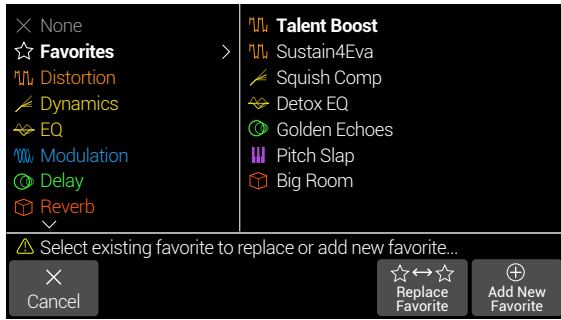 None
Favorites
Distortion
Dynamics
EQ
Modulation
Delay
Reverb
Talent Boost
Sustain4Eva
Squish Comp
Detox EQ
Golden Echoes
Pitch Slap
Big Room
Select existing favorite to replace or add new favorite...
Cancel
Replace
Favorite
Add New
Favorite